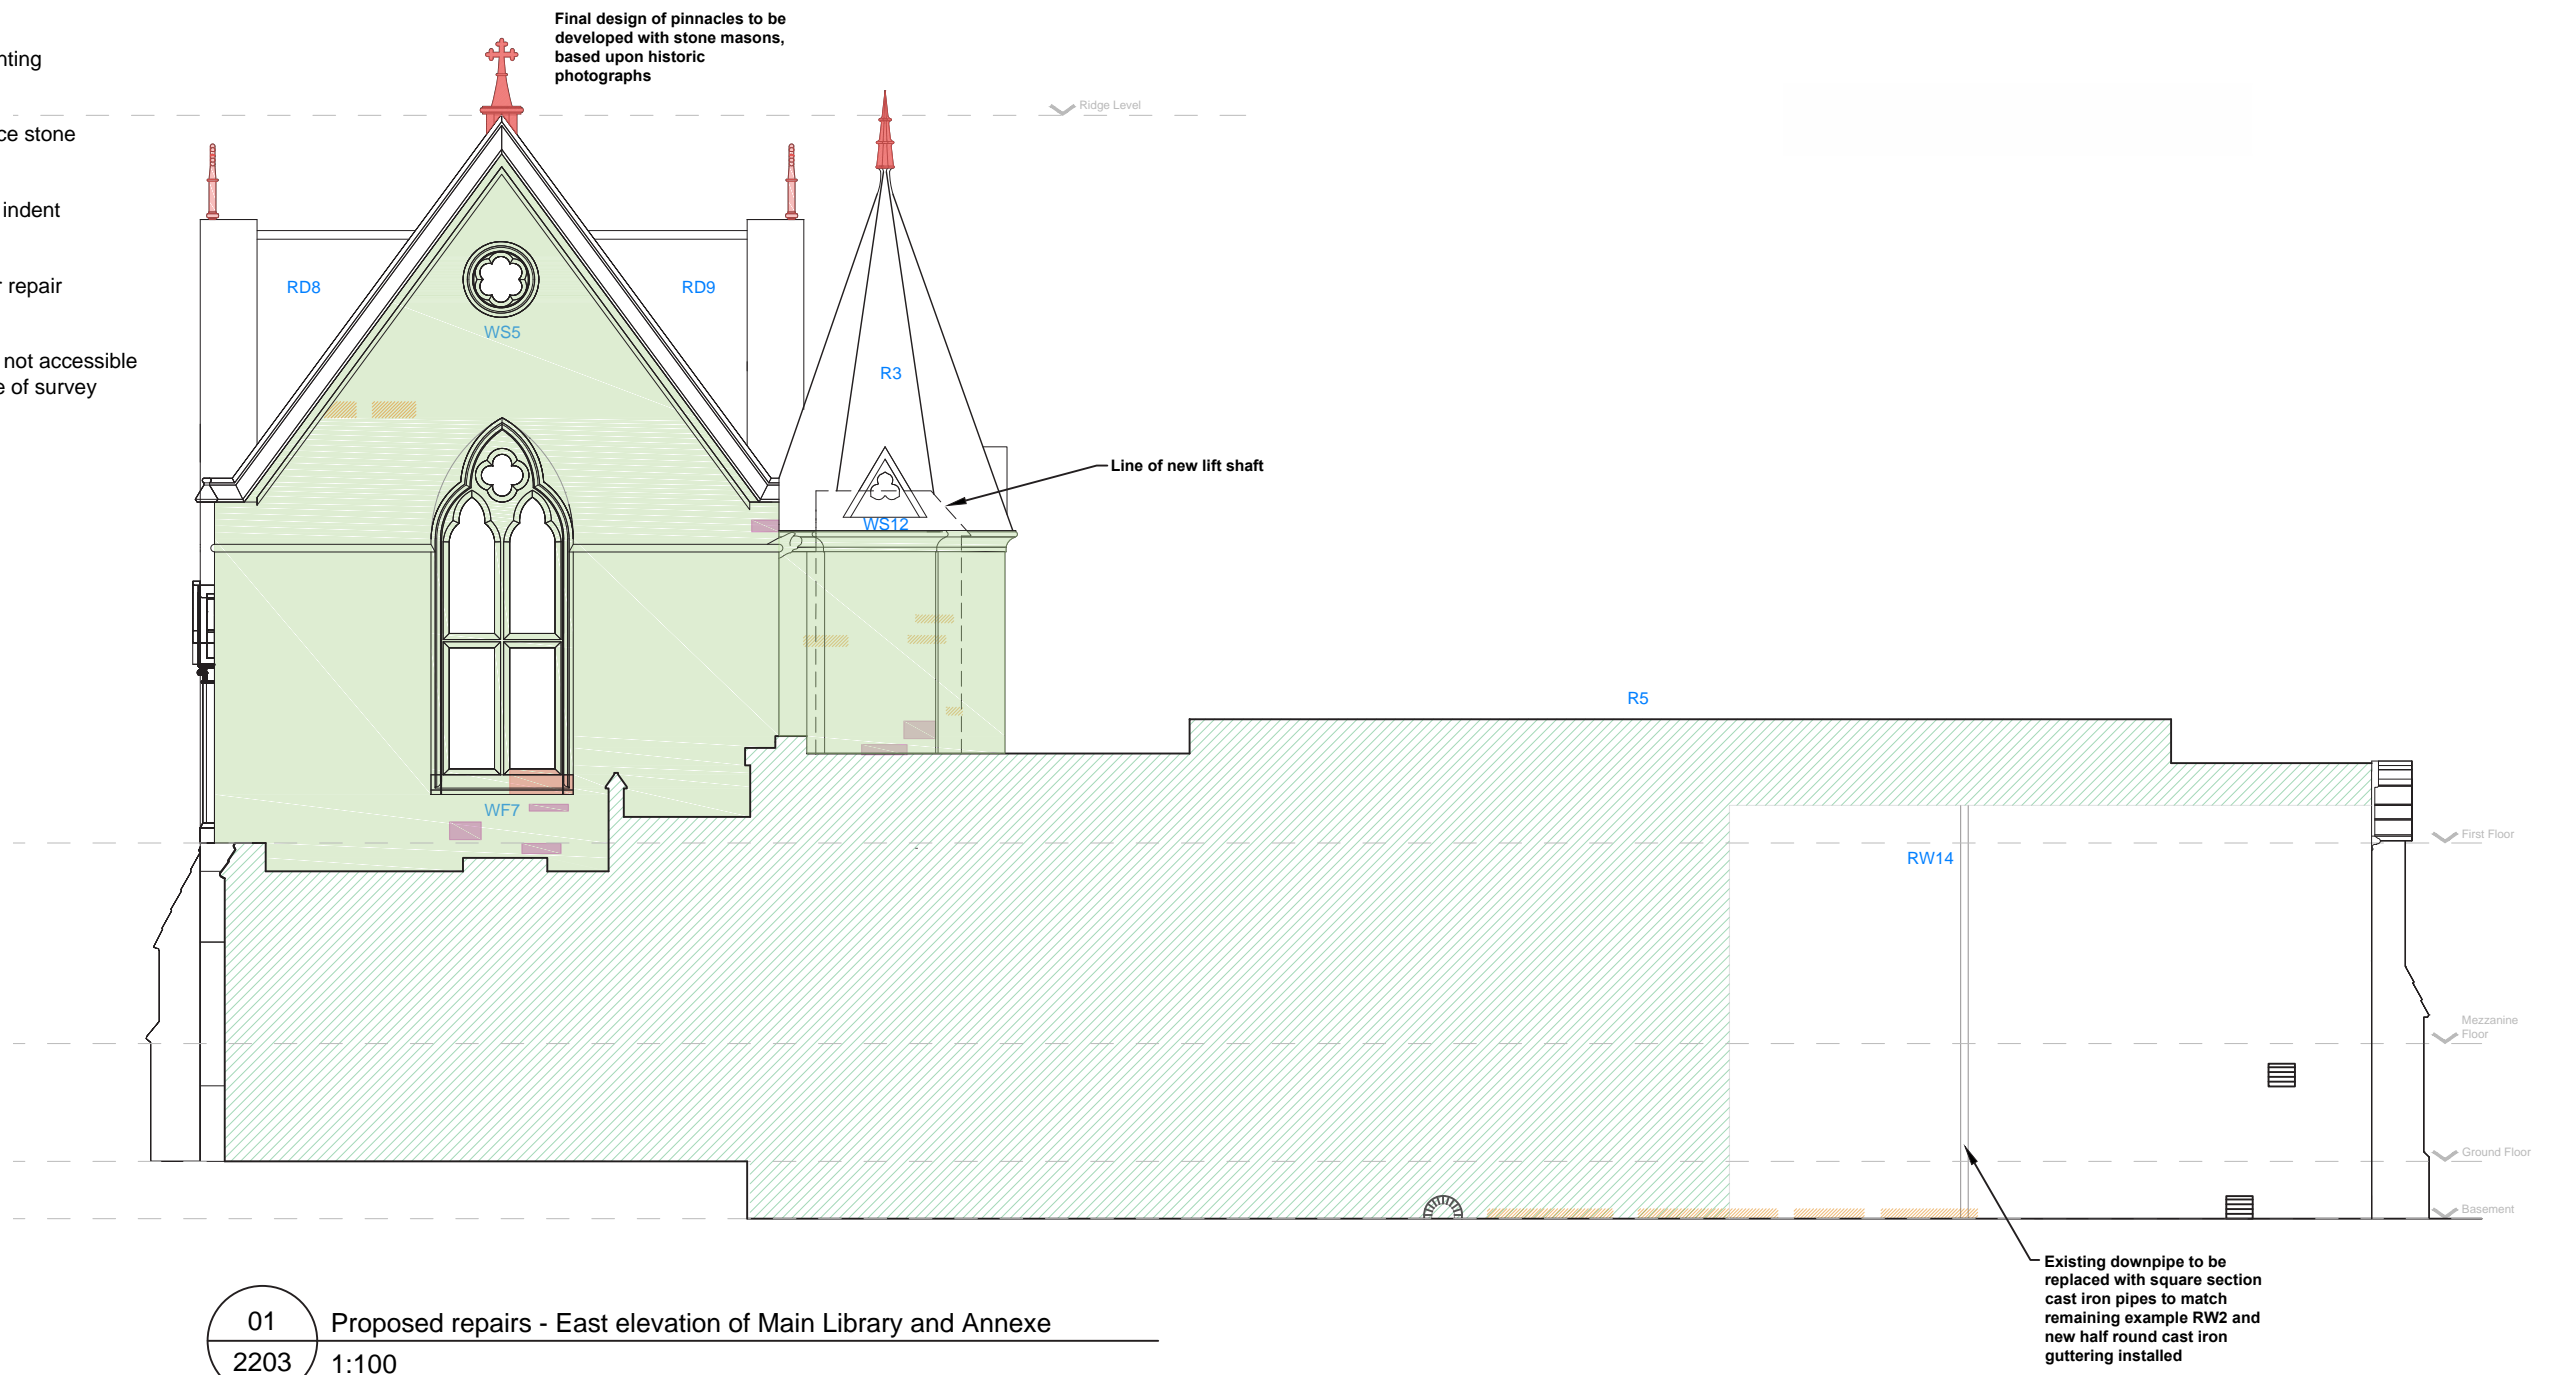 Final design of pinnacles to be
developed with stone masons,
based upon historic
photographs
nting
ce stone
indent
r repair
not accessible
e of survey
Ridge Level
RD8
RD9
WS5
R3
Line of new lift shaft
WS12
R5
WF7
First Floor
RW14
Mezzanine
Floor
Ground Floor
Basement
Existing downpipe to be
replaced with square section
cast iron pipes to match
remaining example RW2 and
new half round cast iron
guttering installed
01
Proposed repairs - East elevation of Main Library and Annexe
2203
1:100